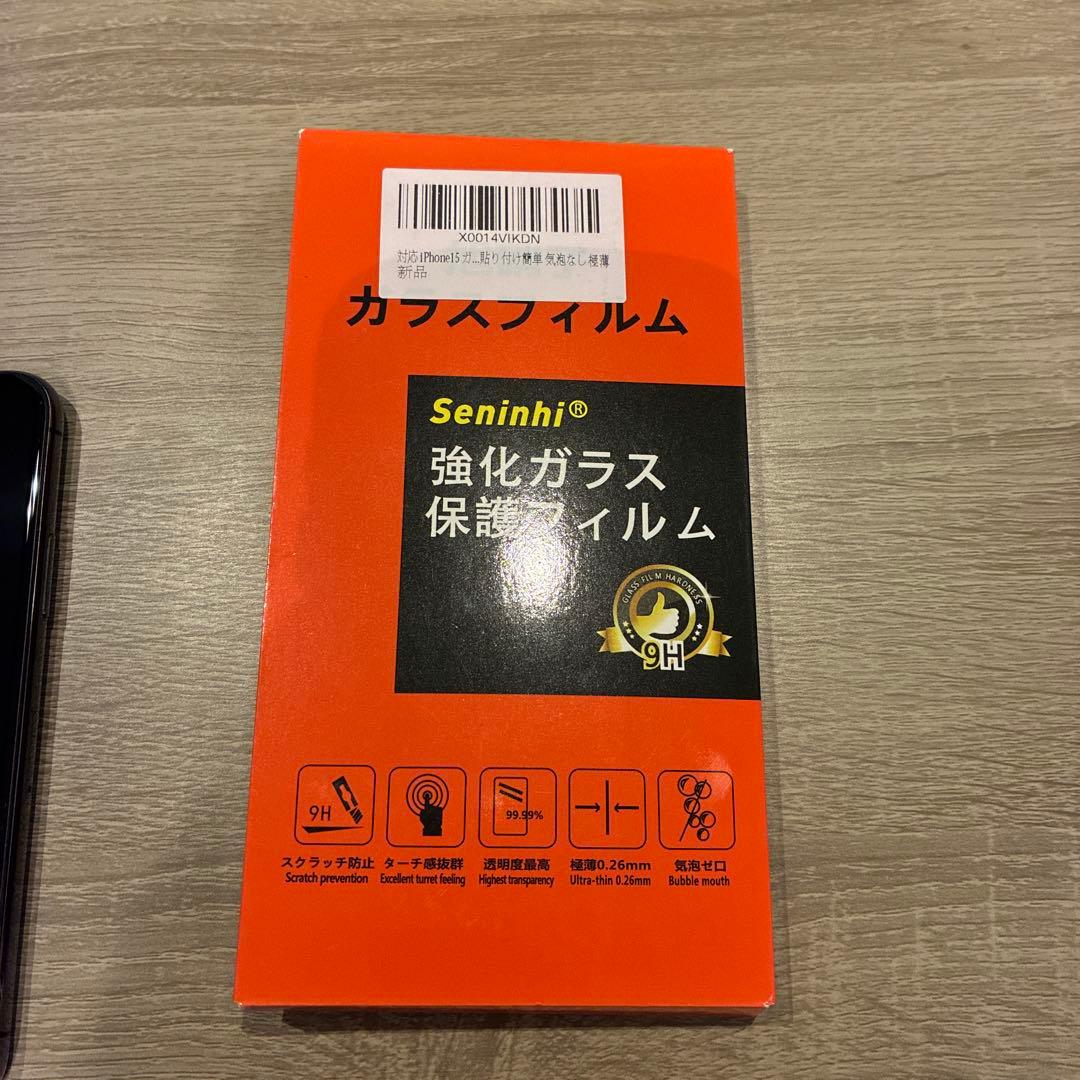 X0014VIKDN
対応iPhone15 ガ...貼り付け簡単 気泡なし 極薄
新品
ガラスフィルム
Seninhi®
強化ガラス
保護フィルム
GLASS FILM HARDNESS
9H
9H
99.99%
スクラッチ防止
Scratch prevention
ターチ感抜群
Excellent turret feeling
透明度最高
Highest transparency
極薄0.26mm
Ultra-thin 0.26mm
気泡ゼロ
Bubble mouth